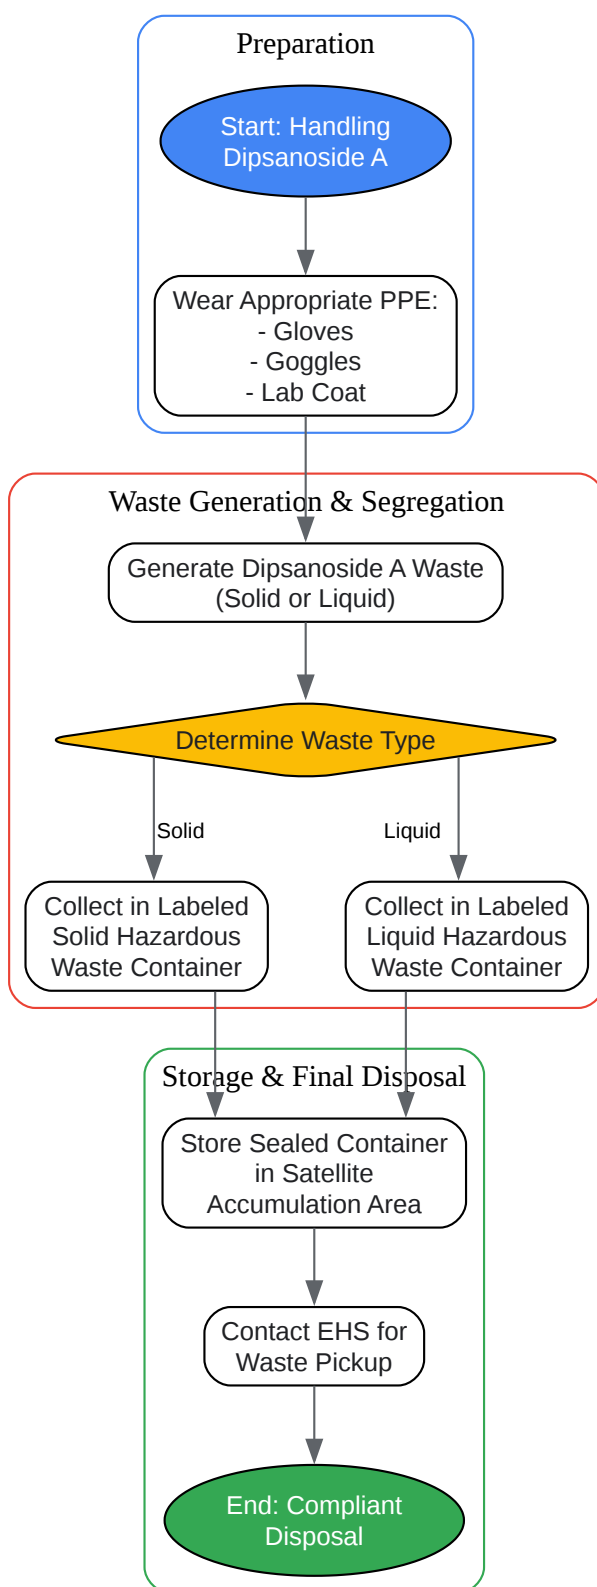 Preparation
Start: Handling
Dipsanoside A
Wear Appropriate PPE:
- Gloves
- Goggles
- Lab Coat
Waste Generation & Segregation
Generate Dipsanoside A Waste
(Solid or Liquid)
Determine Waste Type
Solid
Liquid
Collect in Labeled
Solid Hazardous
Waste Container
Collect in Labeled
Liquid Hazardous
Waste Container
Storage & Final Disposal
Store Sealed Container
in Satellite
Accumulation Area
Contact EHS for
Waste Pickup
End: Compliant
Disposal